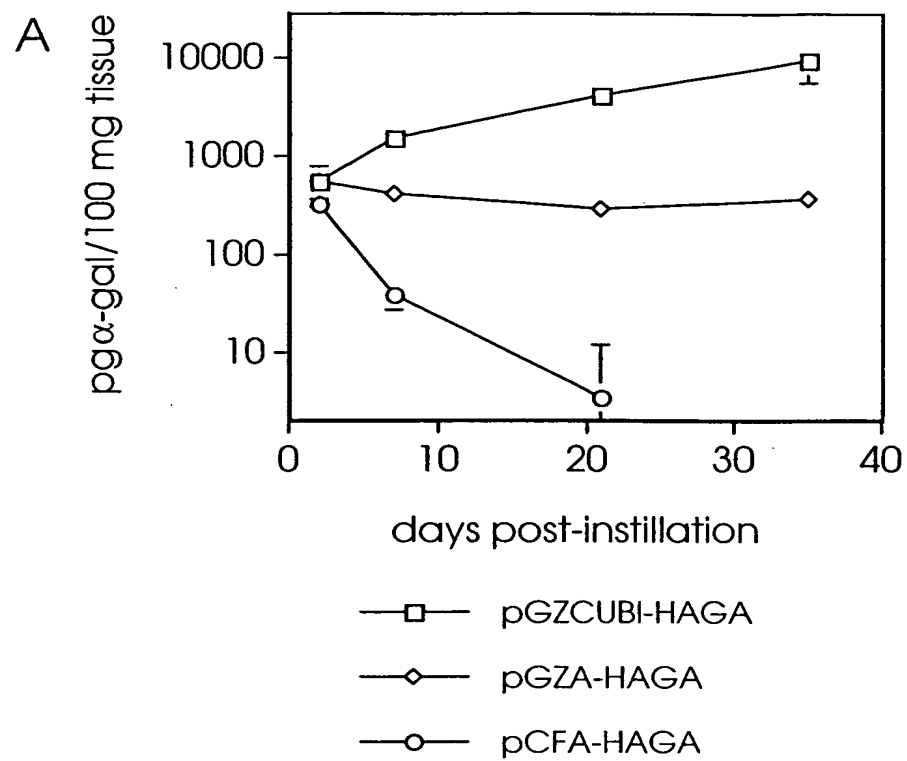 A
pgα-gal/100 mg tissue
10000
1000
100
10
0 10 20 30 40
days post-instillation
pGZCUBI-HAGA
pGZA-HAGA
pCFA-HAGA